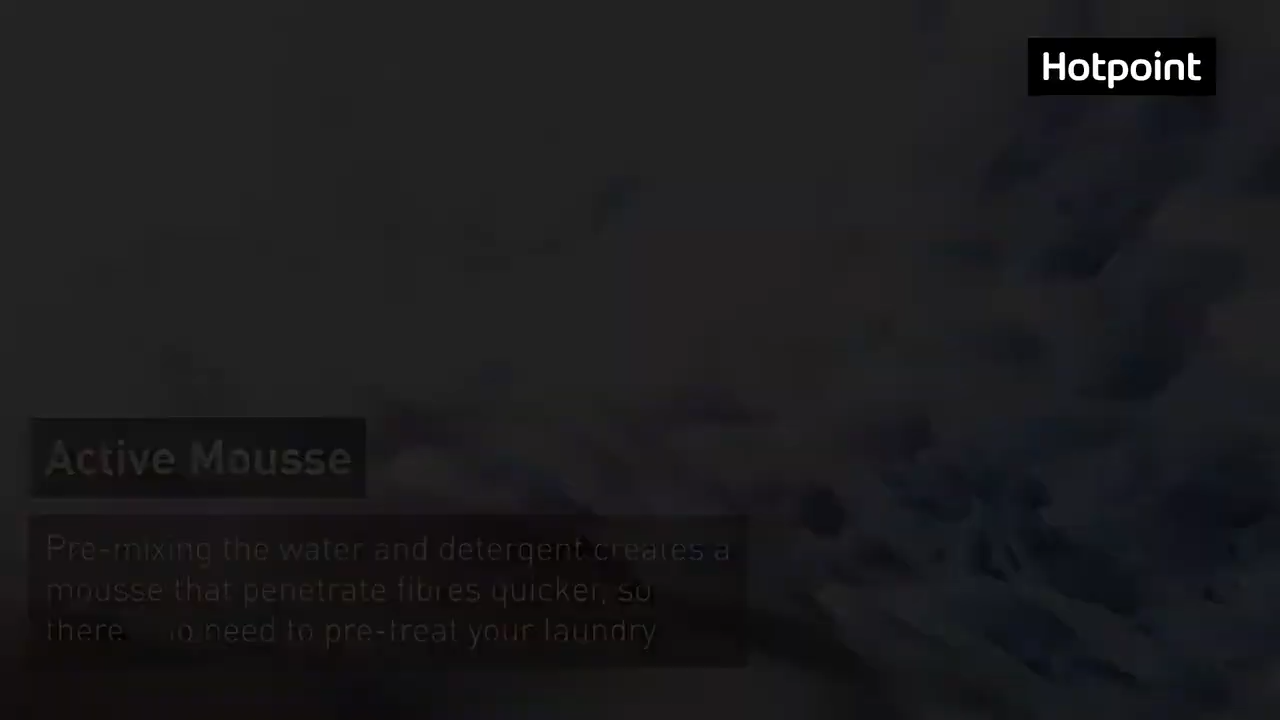 Hotpoint
Active Mousse
Pre-mixing the water and detergent creates a
mousse that penetrate fibres quicker, so
there no need to pre-treat your laundry